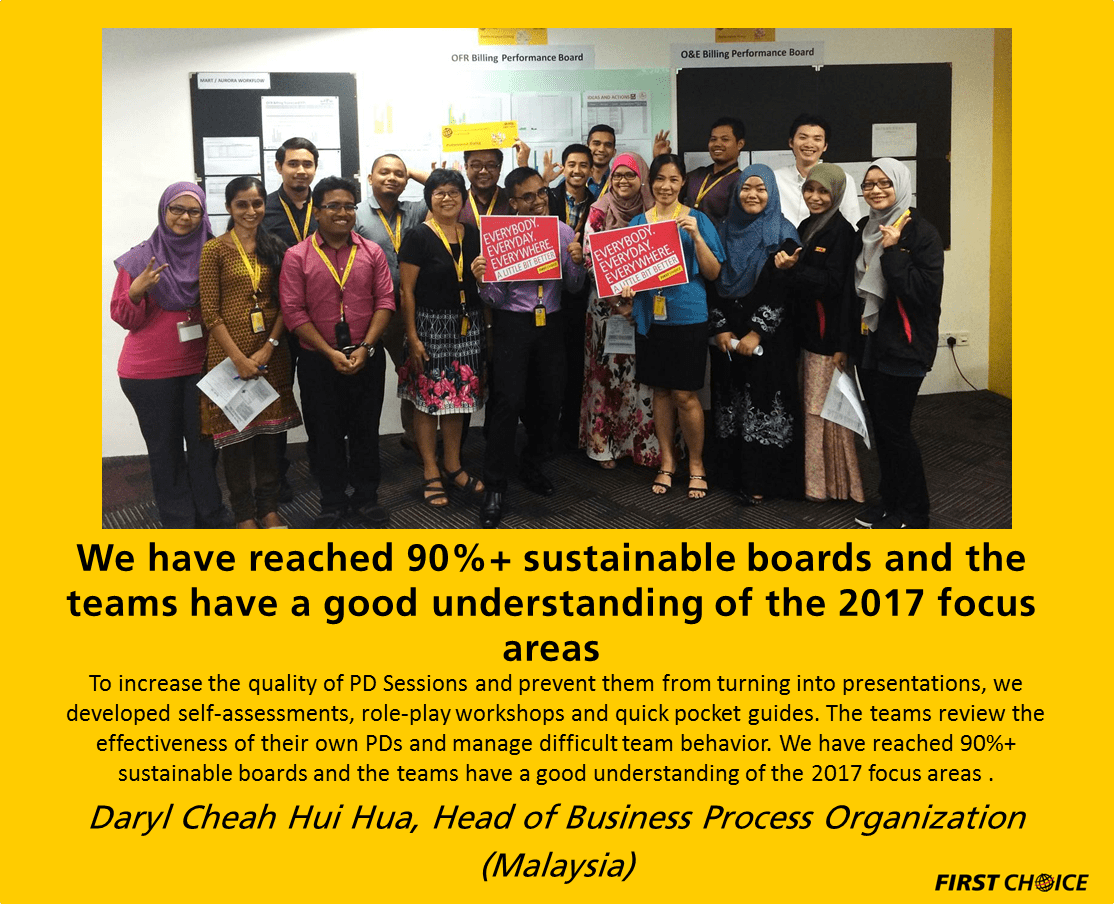 OFR Billing Performance Board
O&E Billing Performance Board
MART / AURORA WORKFLOW
IDEAS AND ACTIONS
EVERYBODY.
EVERYDAY.
EVERYWHERE.
A LITTLE BIT BETTER
EVERYBODY.
EVERYDAY.
EVERYWHERE.
A LITTLE BIT BETTER
We have reached 90%+ sustainable boards and the
teams have a good understanding of the 2017 focus
areas
To increase the quality of PD Sessions and prevent them from turning into presentations, we
developed self-assessments, role-play workshops and quick pocket guides. The teams review the
effectiveness of their own PDs and manage difficult team behavior. We have reached 90%+
sustainable boards and the teams have a good understanding of the 2017 focus areas .
Daryl Cheah Hui Hua, Head of Business Process Organization
(Malaysia)
FIRST CHOICE